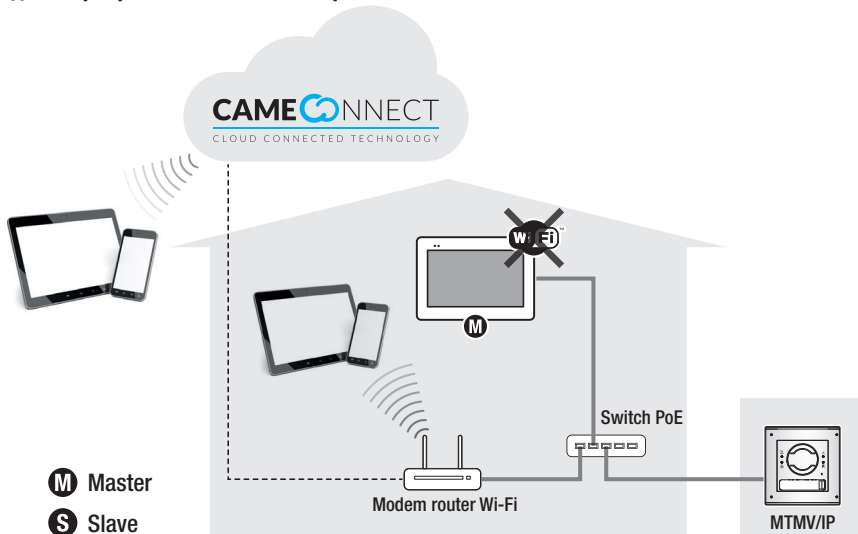 CAMECONNECT
CLOUD CONNECTED TECHNOLOGY
Wi Fi
M
Switch PoE
Modem router Wi-Fi
MTMV/IP
M Master
S Slave